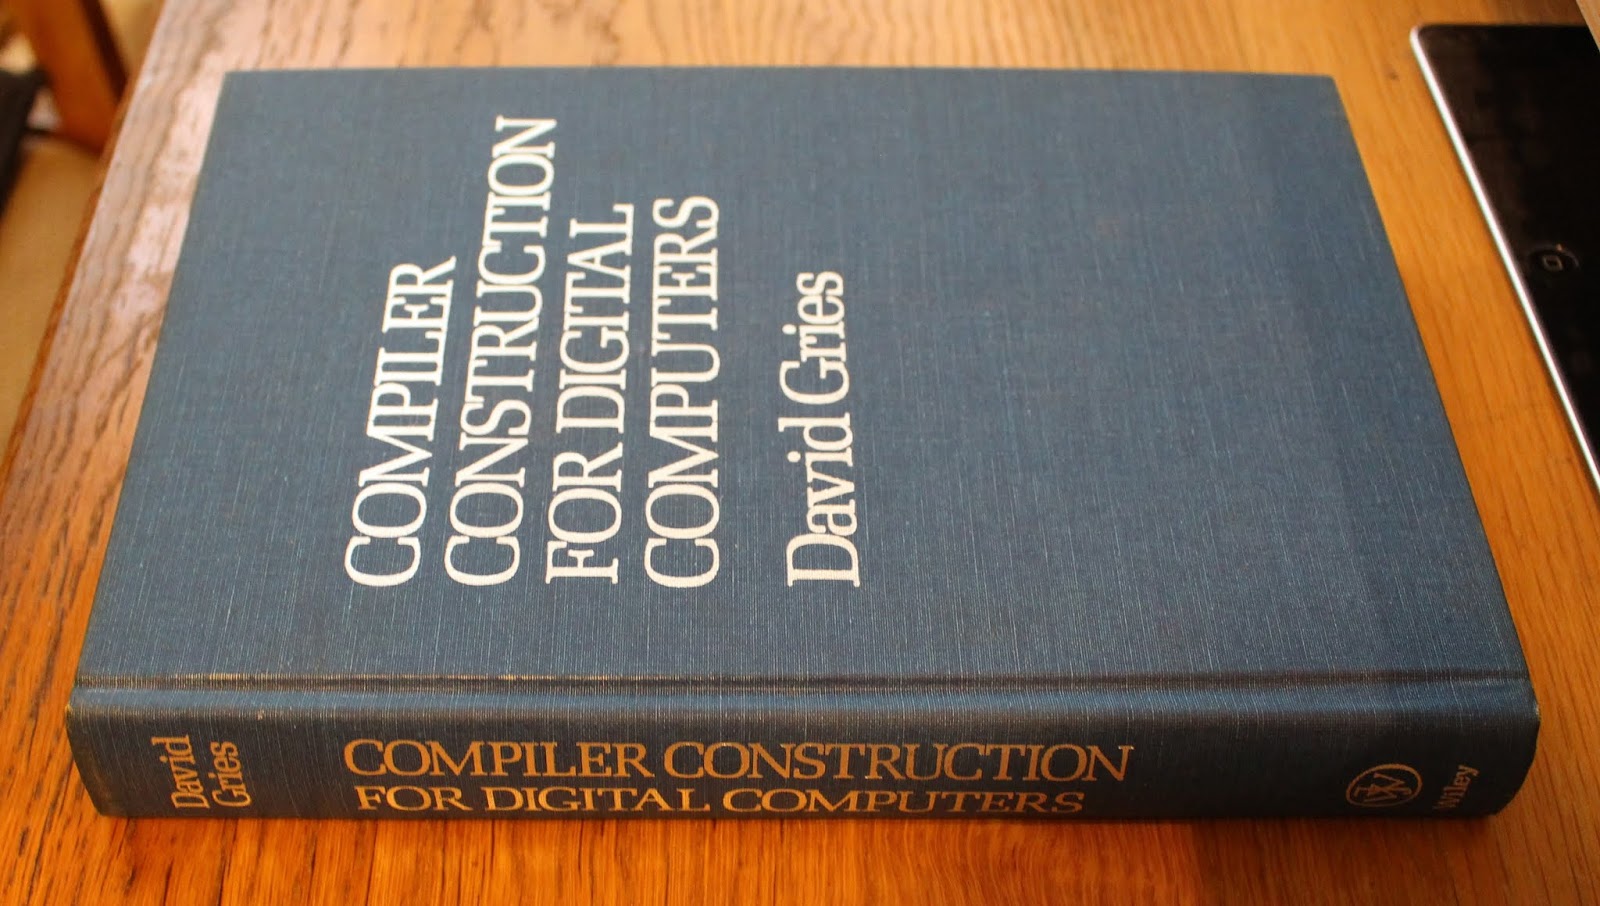 COMPILER
CONSTRUCTION
FOR DIGITAL
COMPUTERS
David Gries
David
Gries
COMPILER CONSTRUCTION
FOR DIGITAL COMPUTERS
Wiley